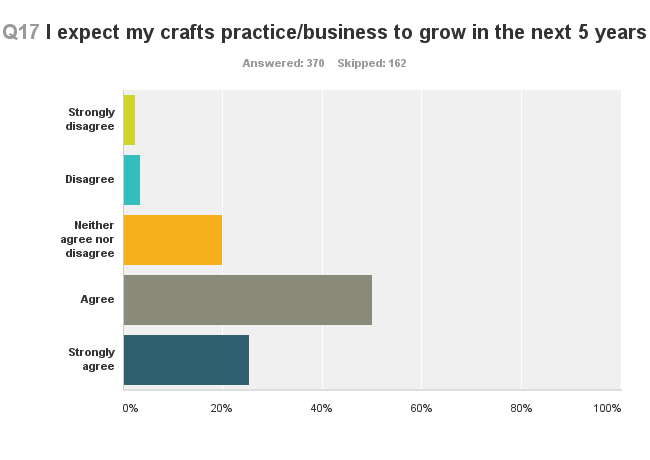 Q17 I expect my crafts practice/business to grow in the next 5 years
Answered: 370 Skipped: 162
Strongly
disagree
Disagree
Neither
agree nor
disagree
Agree
Strongly
agree
0% 20% 40% 60% 80% 100%